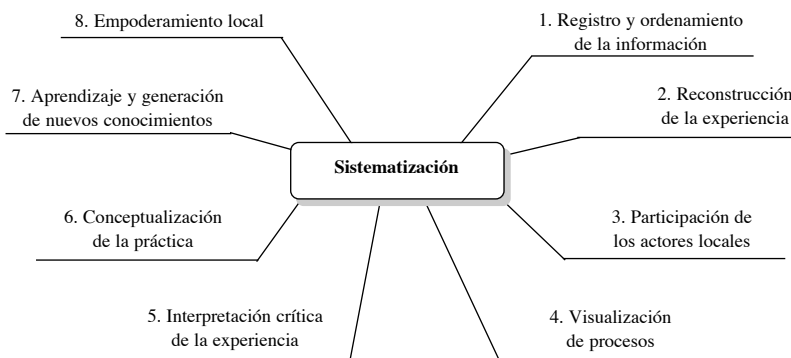 8. Empoderamiento local
1. Registro y ordenamiento
de la información
7. Aprendizaje y generación
de nuevos conocimientos
2. Reconstrucción
de la experiencia
Sistematización
6. Conceptualización
de la práctica
3. Participación de
los actores locales
5. Interpretación crítica
de la experiencia
4. Visualización
de procesos